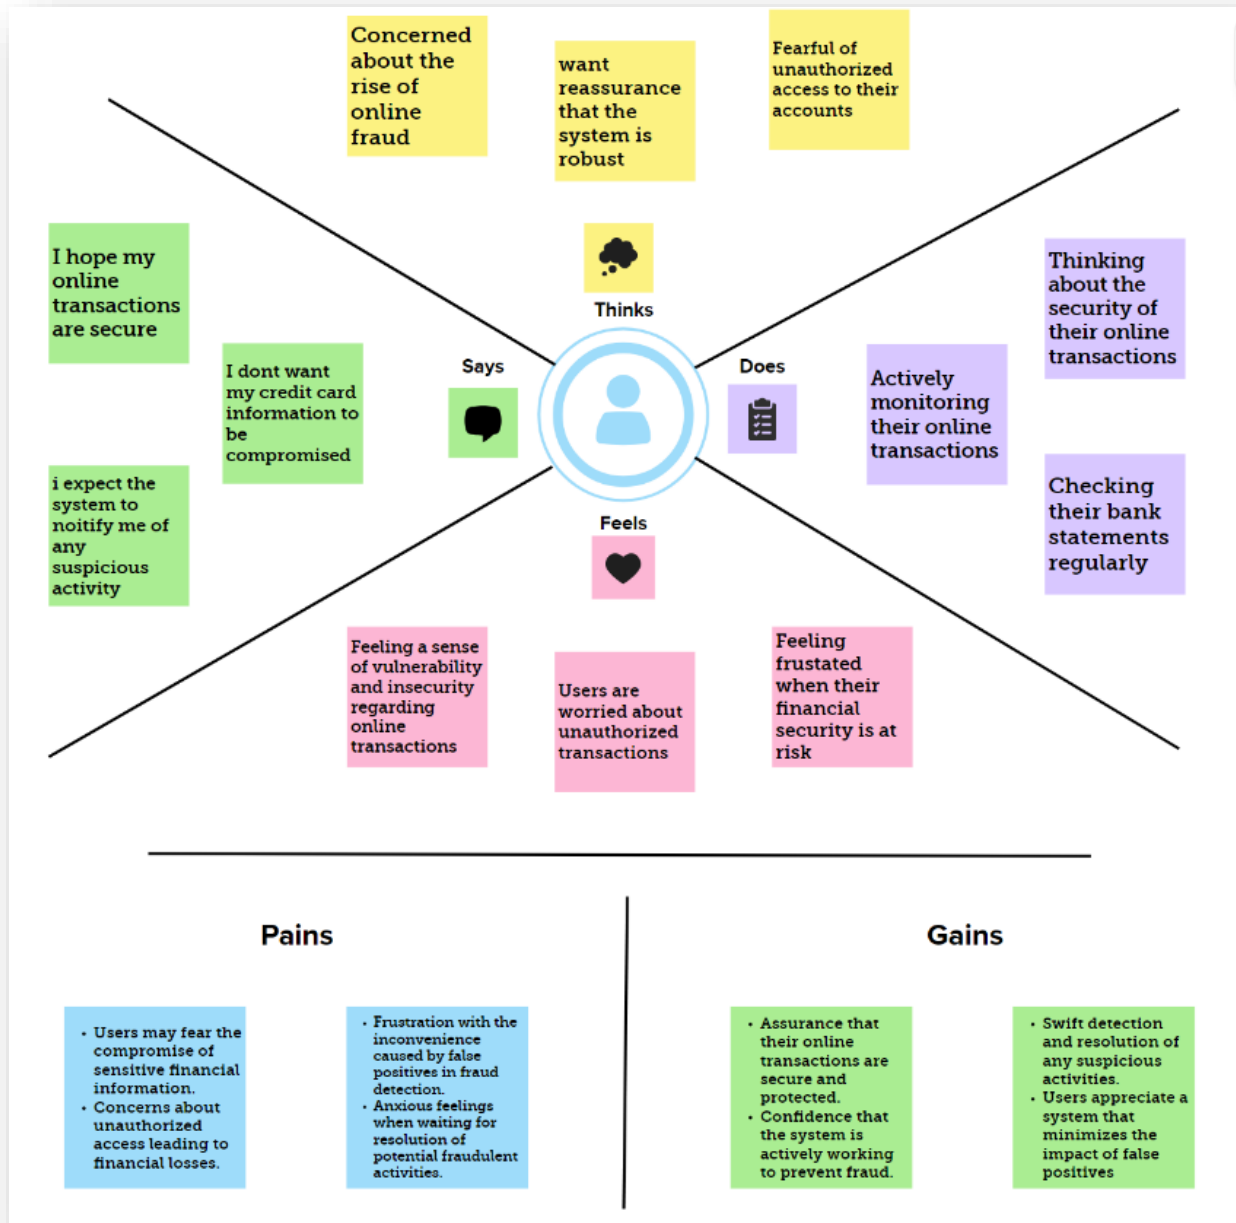 Concerned
about the
rise of
online
fraud
want
reassurance
that the
system is
robust
Fearful of
unauthorized
access to their
accounts
Thinks
I hope my
online
transactions
are secure
I dont want
my credit card
information to
be
compromised
i expect the
system to
noitify me of
any
suspicious
activity
Says
Does
Thinking
about the
security of
their online
transactions
Actively
monitoring
their online
transactions
Checking
their bank
statements
regularly
Feels
Feeling a sense
of vulnerability
and insecurity
regarding
online
transactions
Users are
worried about
unauthorized
transactions
Feeling
frustated
when their
financial
security is at
risk
Pains
• Users may fear the
compromise of
sensitive financial
information.
• Concerns about
unauthorized
access leading to
financial losses.
• Frustration with the
inconvenience
caused by false
positives in fraud
detection.
• Anxious feelings
when waiting for
resolution of
potential fraudulent
activities.
Gains
• Assurance that
their online
transactions are
secure and
protected.
• Confidence that
the system is
actively working
to prevent fraud.
• Swift detection
and resolution of
any suspicious
activities.
• Users appreciate a
system that
minimizes the
impact of false
positives